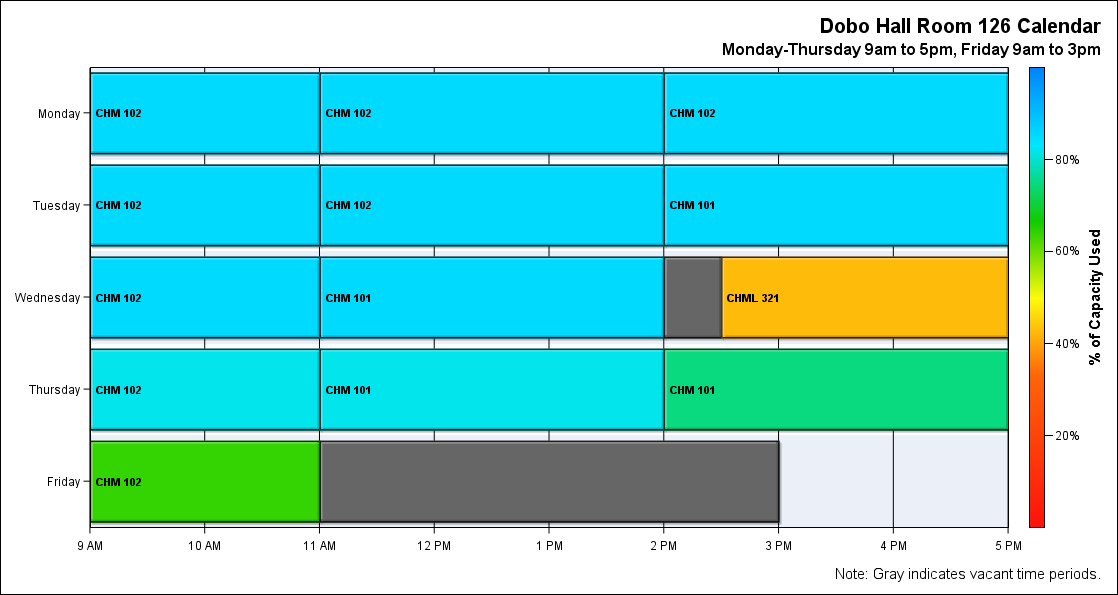 Dobo Hall Room 126 Calendar
Monday-Thursday 9am to 5pm, Friday 9am to 3pm
Monday
CHM 102
CHM 102
CHM 102
Tuesday
CHM 102
CHM 102
CHM 101
Wednesday
CHM 102
CHM 101
CHML 321
Thursday
CHM 102
CHM 101
CHM 101
Friday
CHM 102
9 AM
10 AM
11 AM
12 PM
1 PM
2 PM
3 PM
4 PM
5 PM
80%
60%
40%
20%
% of Capacity Used
Note: Gray indicates vacant time periods.